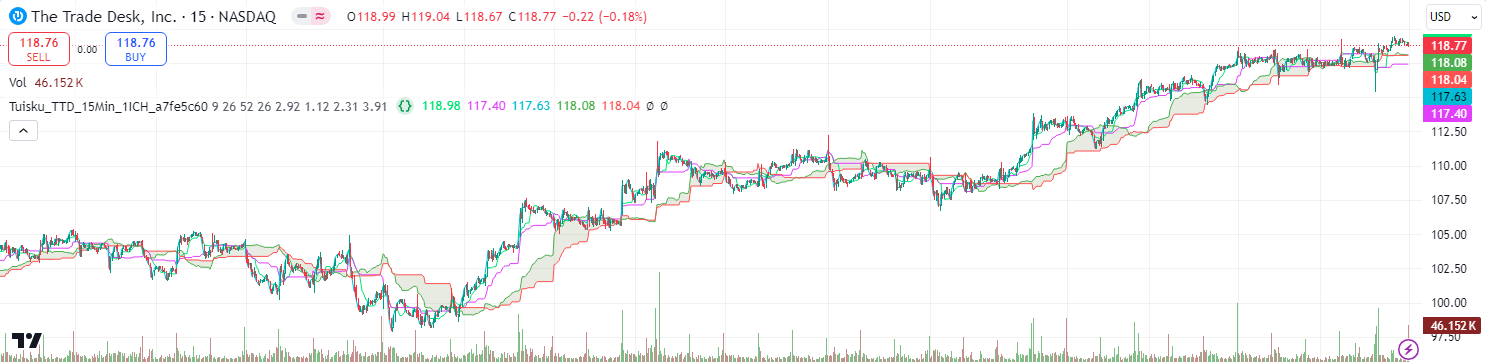 The Trade Desk, Inc. · 15 · NASDAQ O118.99 H119.04 L118.67 C118.77 −0.22 (−0.18%)
USD
118.76 SELL
0.00
118.76 BUY
Vol 46.152 K
Tuisku_TTD_15Min_1ICH_a7fe5c60 9 26 52 26 2.92 1.12 2.31 3.91 118.98 117.40 117.63 118.08 118.04 Ø Ø
118.77
118.08
118.04
117.63
117.40
112.50
110.00
107.50
105.00
102.50
100.00
46.152 K
97.50